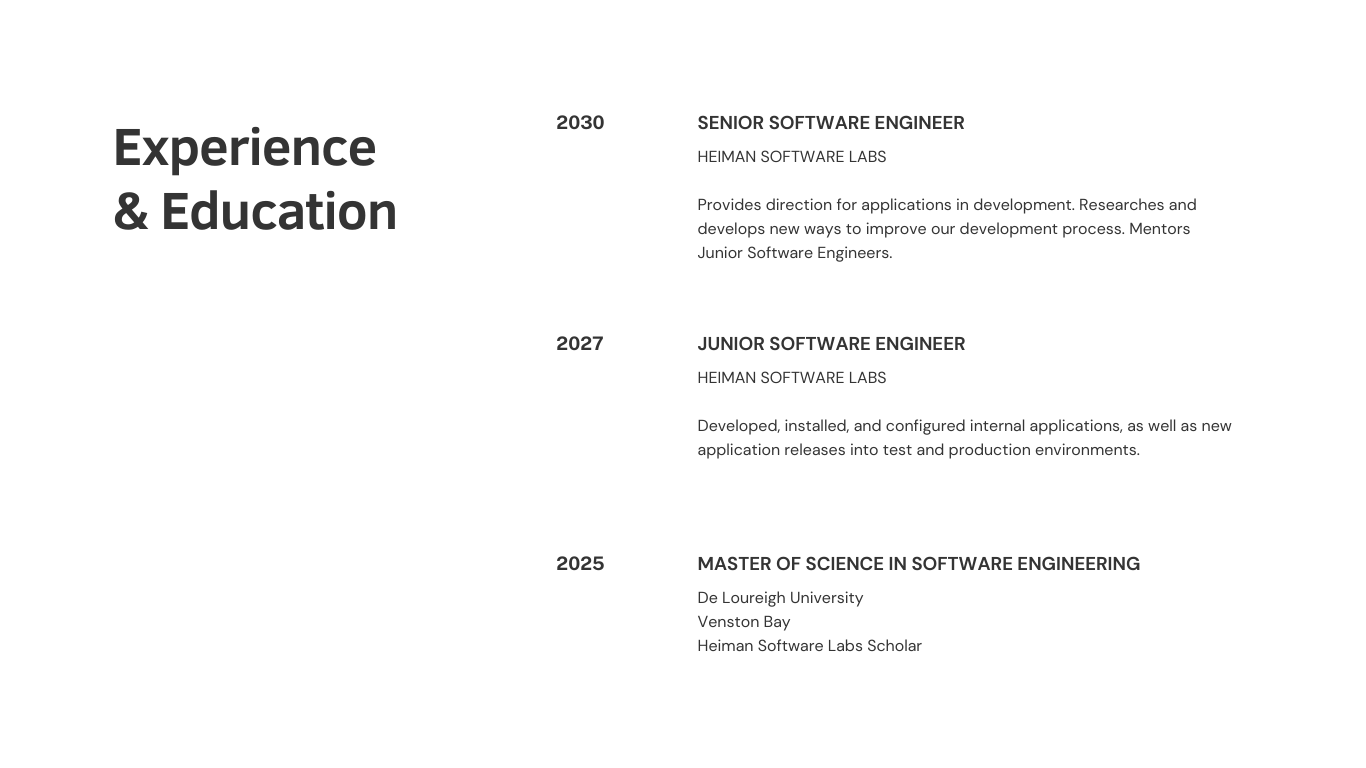 Experience
& Education
2030
SENIOR SOFTWARE ENGINEER
HEIMAN SOFTWARE LABS
Provides direction for applications in development. Researches and
develops new ways to improve our development process. Mentors
Junior Software Engineers.
2027
JUNIOR SOFTWARE ENGINEER
HEIMAN SOFTWARE LABS
Developed, installed, and configured internal applications, as well as new
application releases into test and production environments.
2025
MASTER OF SCIENCE IN SOFTWARE ENGINEERING
De Loureigh University
Venston Bay
Heiman Software Labs Scholar